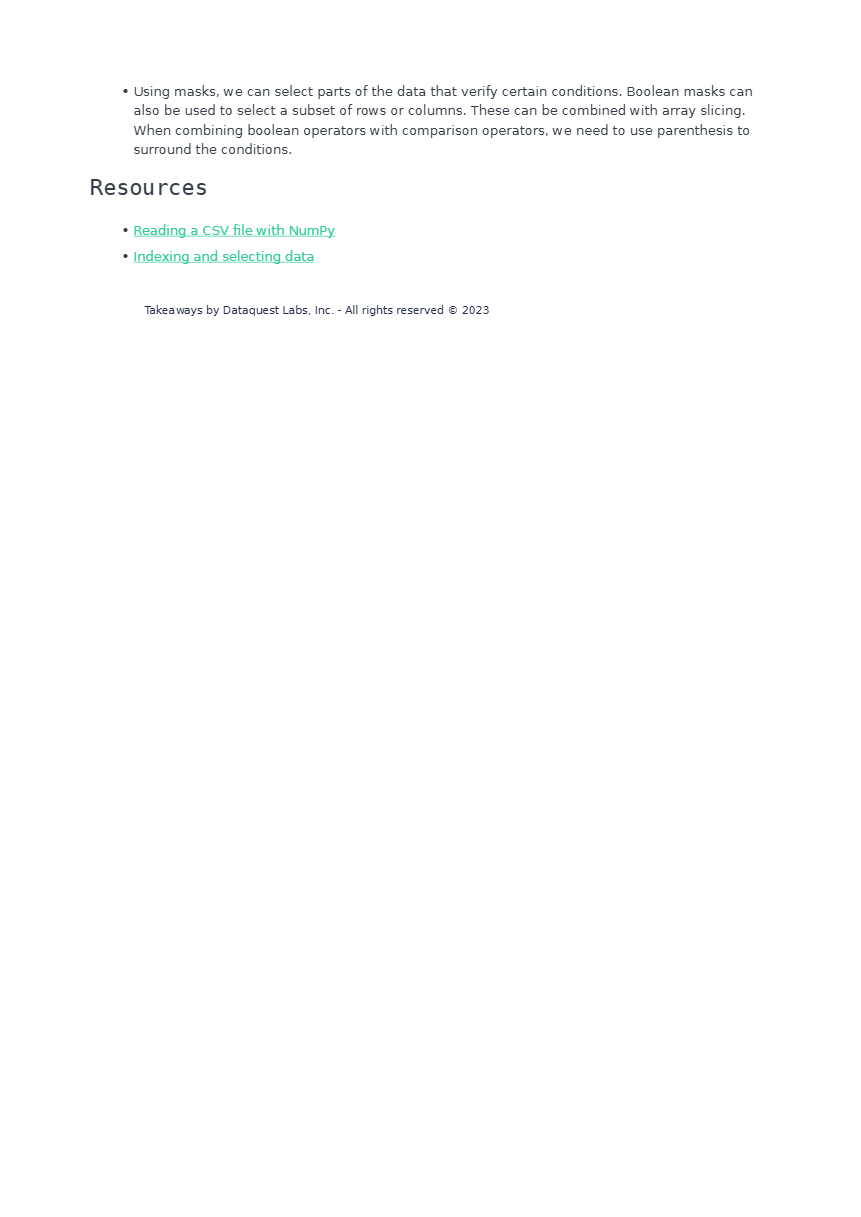 • Using masks, we can select parts of the data that verify certain conditions. Boolean masks can
also be used to select a subset of rows or columns. These can be combined with array slicing.
When combining boolean operators with comparison operators, we need to use parenthesis to
surround the conditions.
Resources
• Reading a CSV file with NumPy
• Indexing and selecting data
Takeaways by Dataquest Labs, Inc. - All rights reserved © 2023